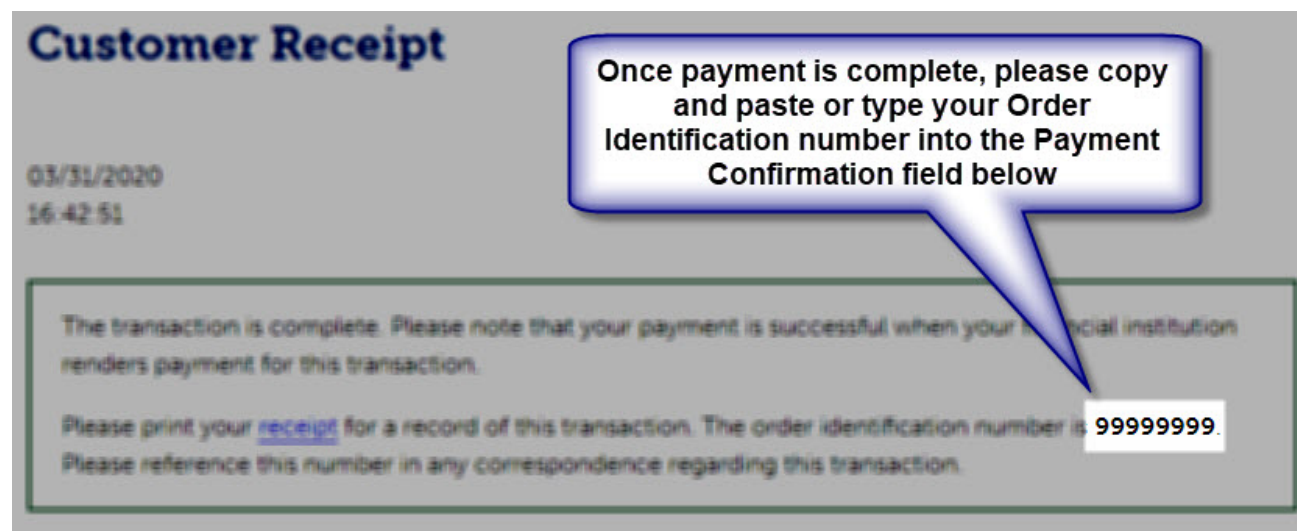 Customer Receipt
Once payment is complete, please copy
and paste or type your Order
Identification number into the Payment
Confirmation field below
03/31/2020
16:42:51
The transaction is complete. Please note that your payment is successful when your institution
renders payment for this transaction.
Please print your receipt for a record of this transaction. The order identification number is 99999999.
Please reference this number in any correspondence regarding this transaction.